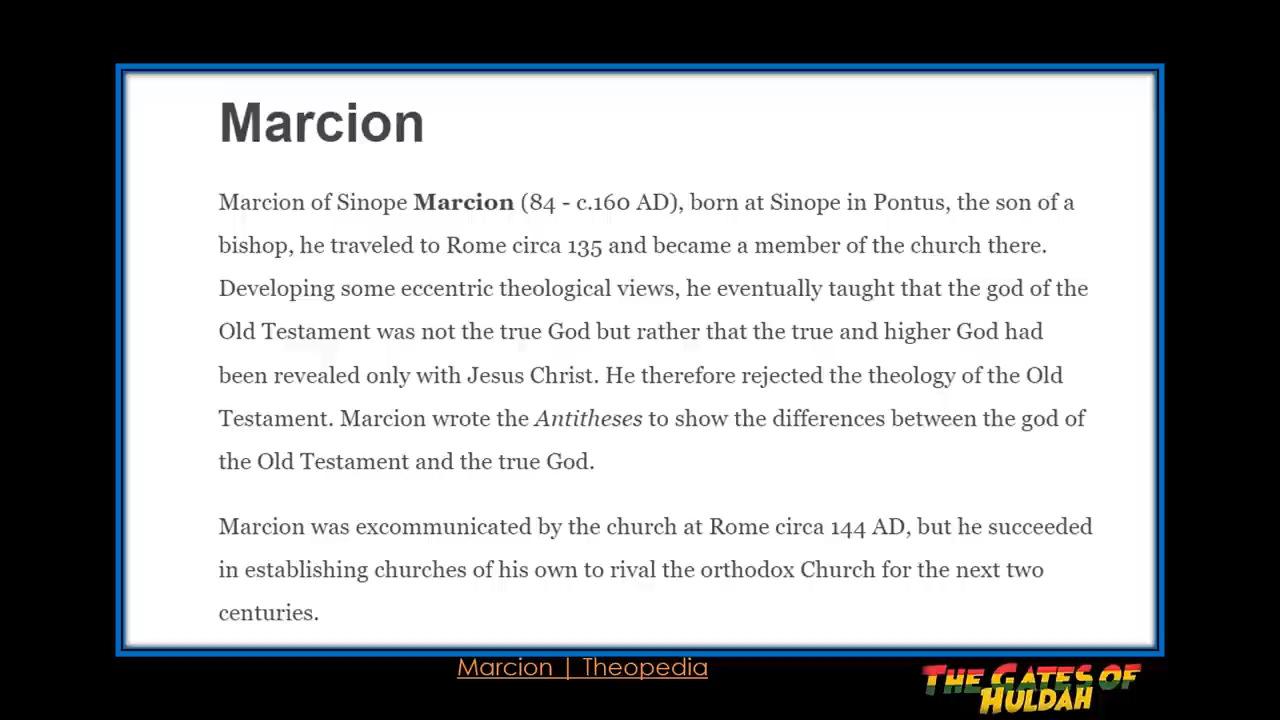 Marcion
Marcion of Sinope Marcion (84 - c.160 AD), born at Sinope in Pontus, the son of a
bishop, he traveled to Rome circa 135 and became a member of the church there.
Developing some eccentric theological views, he eventually taught that the god of the
Old Testament was not the true God but rather that the true and higher God had
been revealed only with Jesus Christ. He therefore rejected the theology of the Old
Testament. Marcion wrote the Antitheses to show the differences between the god of
the Old Testament and the true God.
Marcion was excommunicated by the church at Rome circa 144 AD, but he succeeded
in establishing churches of his own to rival the orthodox Church for the next two
centuries.
Marcion | Theopedia
THE GATES OF
HULDAH